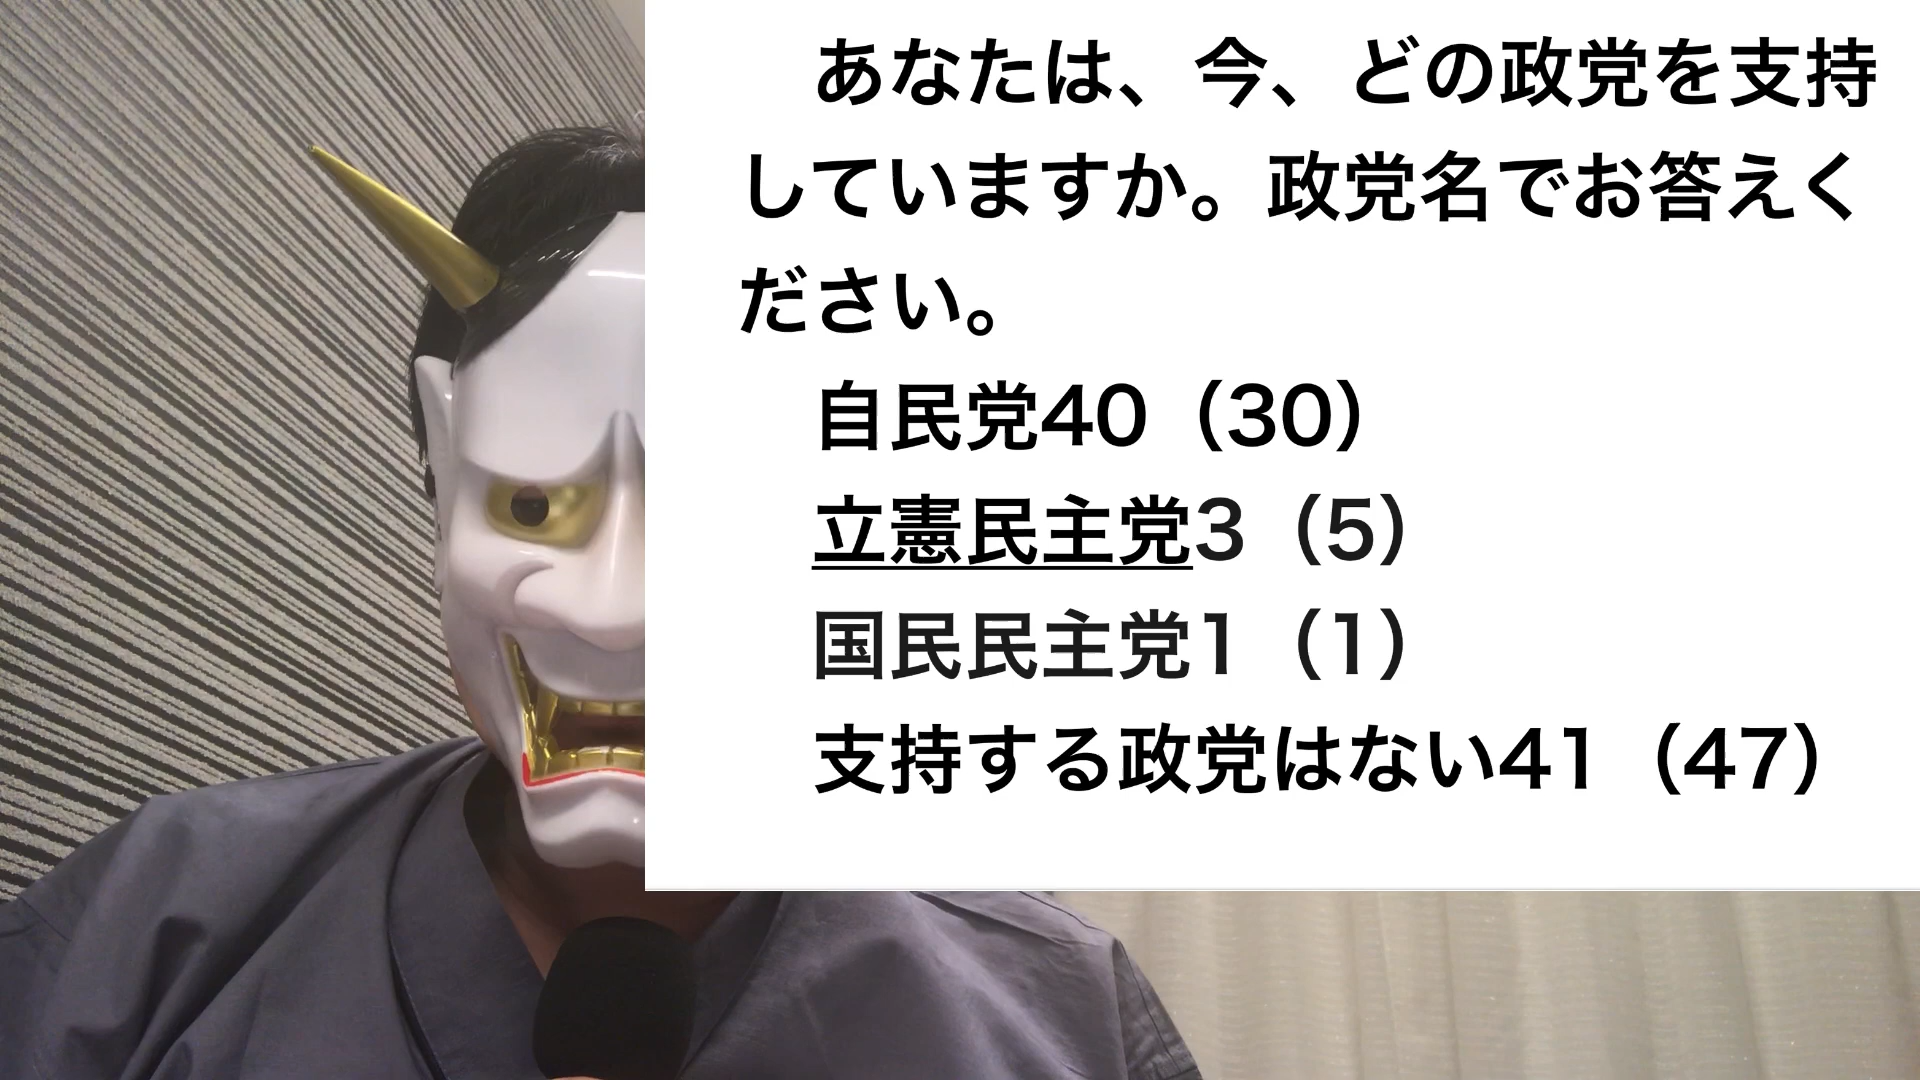 あなたは、今、どの政党を支持
していますか。政党名でお答えく
ださい。
自民党40（30）
立憲民主党3（5）
国民民主党1（1）
支持する政党はない41（47）